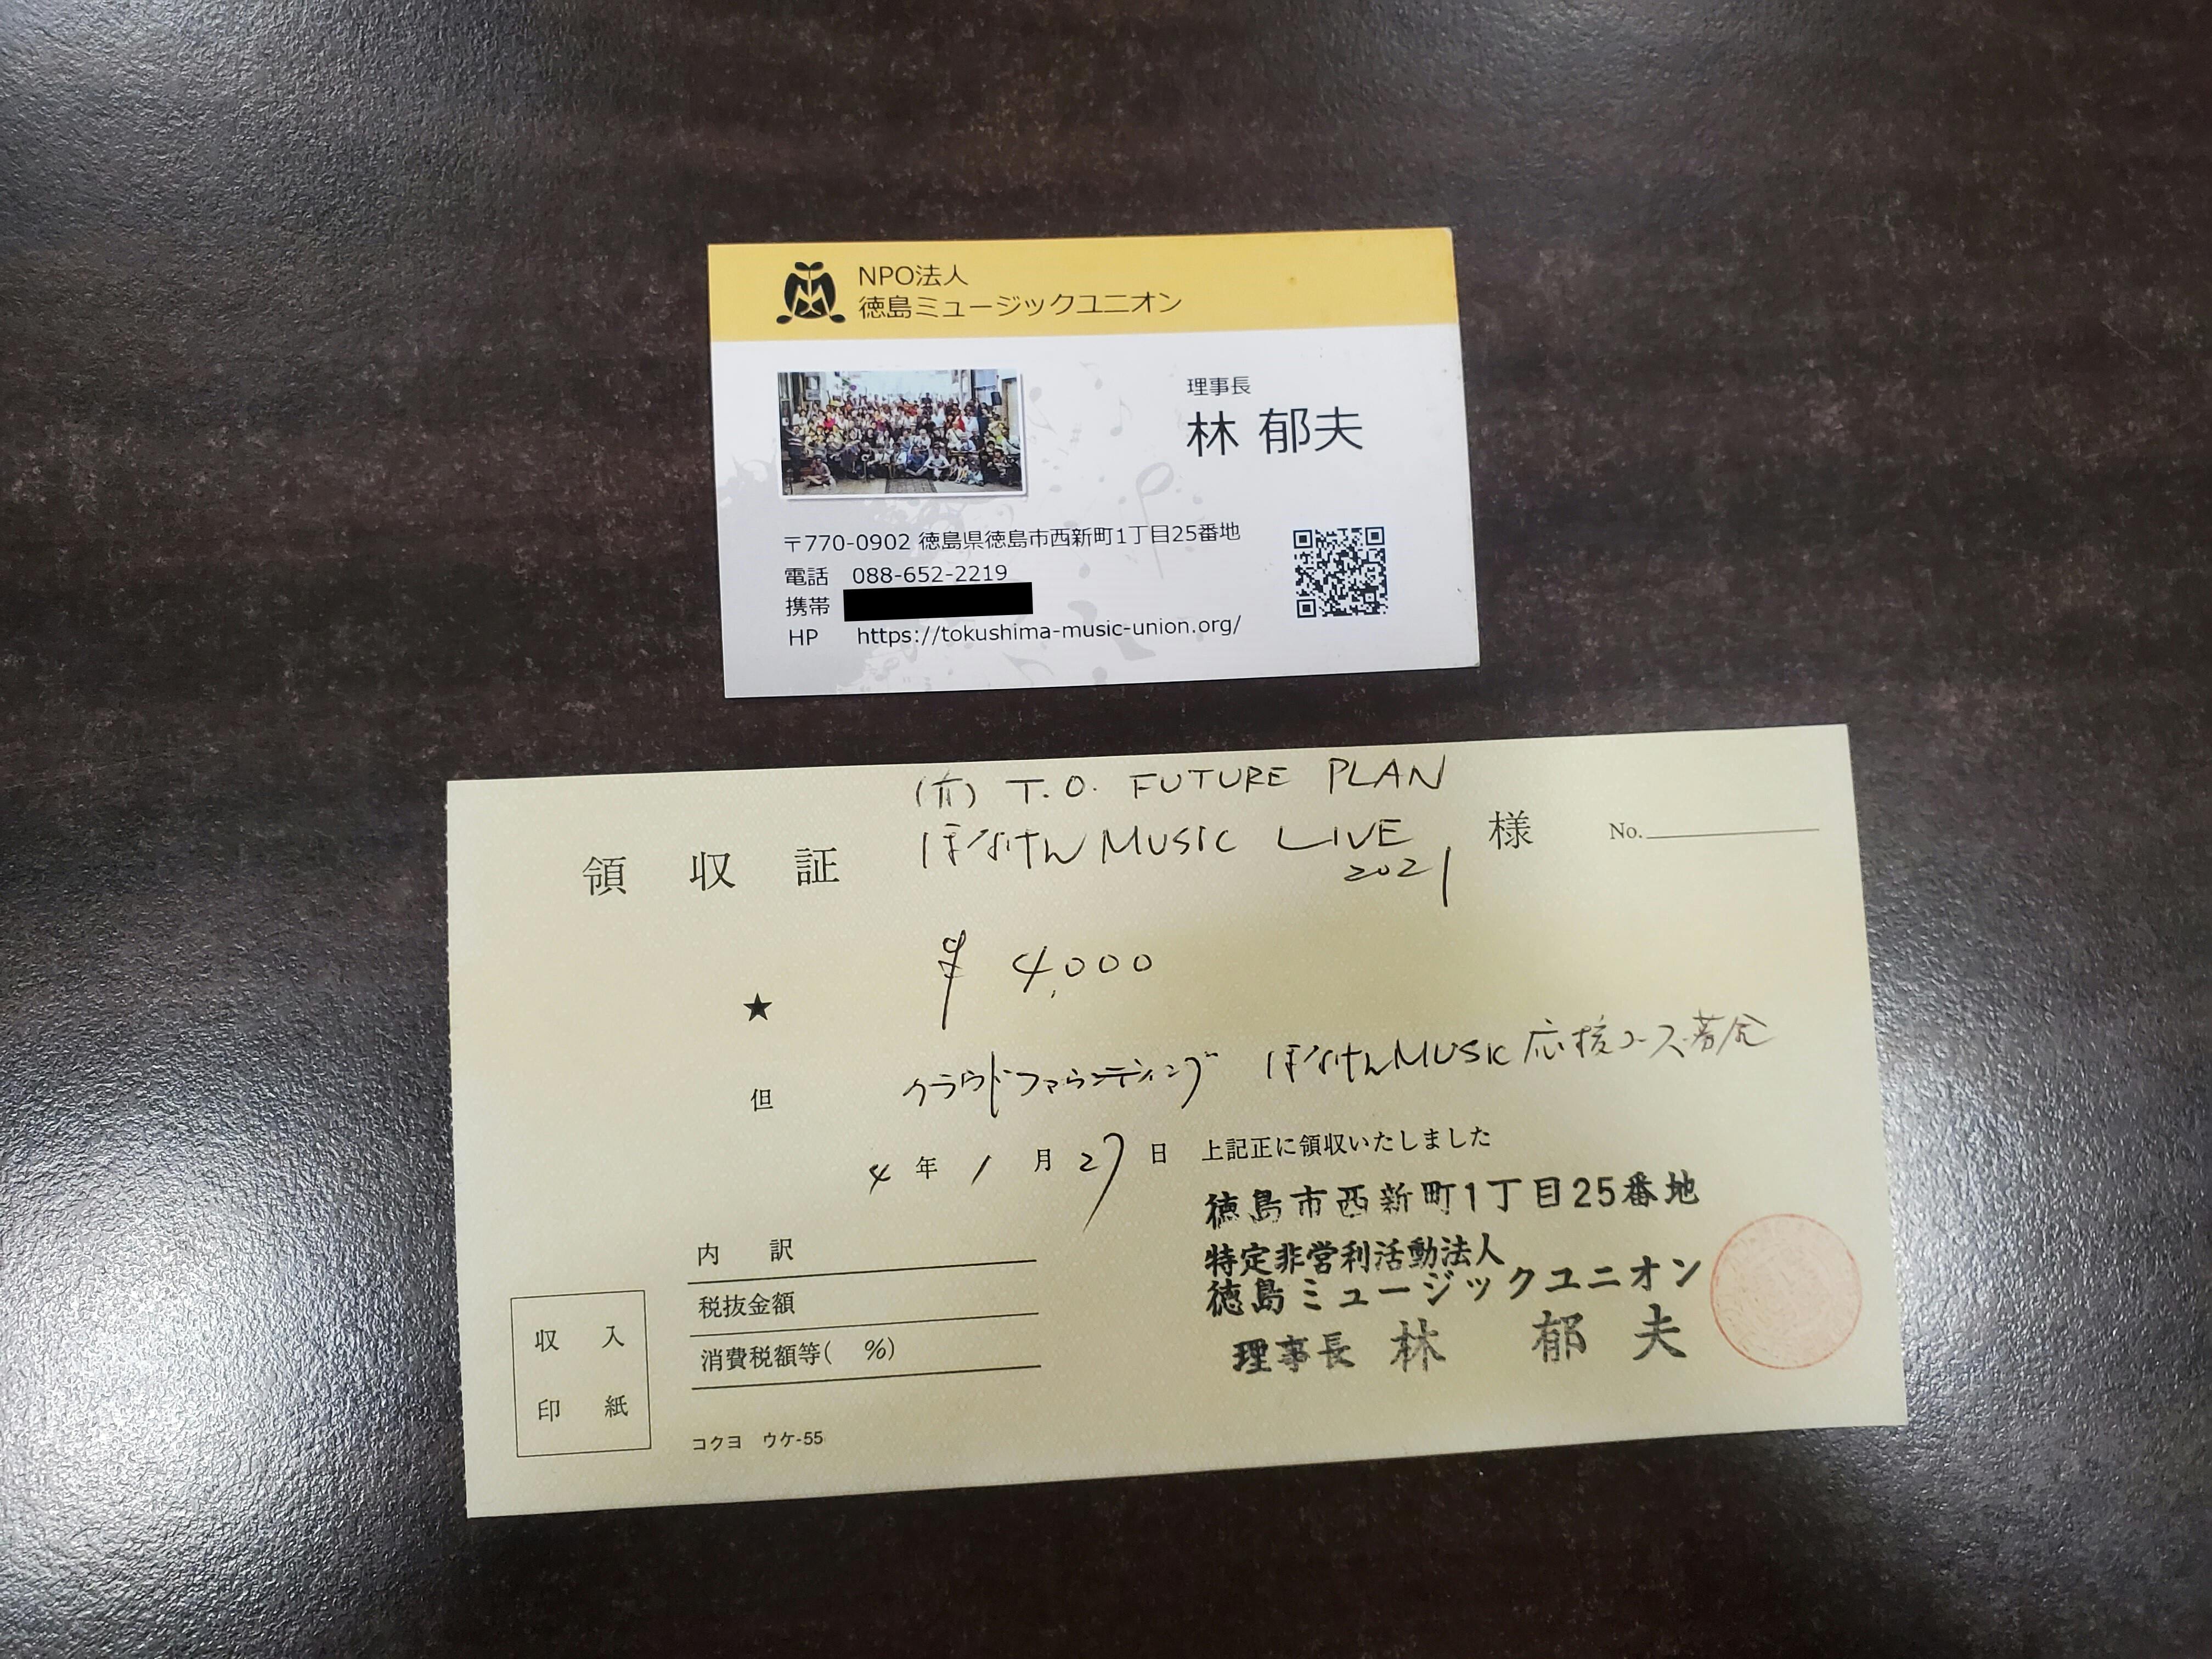 NPO法人
徳島ミュージックユニオン
理事長
林 郁夫
〒770-0902 徳島県徳島市西新町1丁目25番地
電話 088-652-2219
携帯
HP https://tokushima-music-union.org/
(有) T.O. FUTURE PLAN
領収証 ほなけんMUSIC LIVE 様 No.
2021
¥ 4,000
★
但 クラウドファウンディング ほなけんMUSIC 応援コース募金
4年1月27日 上記正に領収いたしました
徳島市西新町1丁目25番地
特定非営利活動法人
徳島ミュージックユニオン
理事長 林 郁夫
内訳
税抜金額
消費税額等( %)
収入
印紙
コクヨ ウケ-55